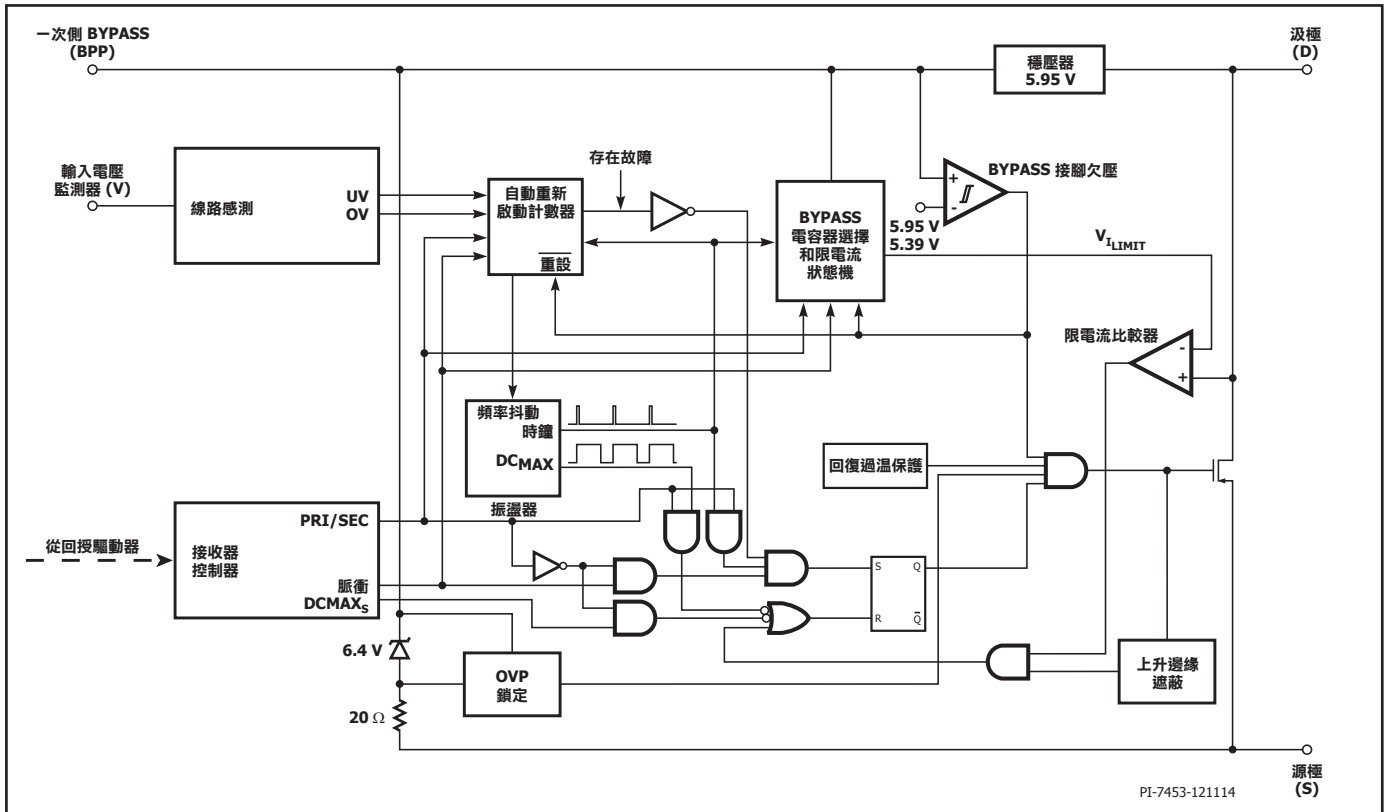 一次側 BYPASS
(BPP)
汲極
(D)
穩壓器
5.95 V
輸入電壓
監測器 (V)
線路感測
UV
OV
存在故障
自動重新
啟動計數器
重設
BYPASS
電容器選擇
和限電流
狀態機
+
-
BYPASS 接腳欠壓
5.95 V
5.39 V
VILIMIT
限電流比較器
-
+
頻率抖動
時鐘
DCMAX
振盪器
回復過溫保護
從回授驅動器
接收器
控制器
PRI/SEC
脈衝
DCMAXS
S
Q
R
Q
6.4 V
OVP
鎖定
上升邊緣
遮蔽
20 Ω
源極
(S)
PI-7453-121114